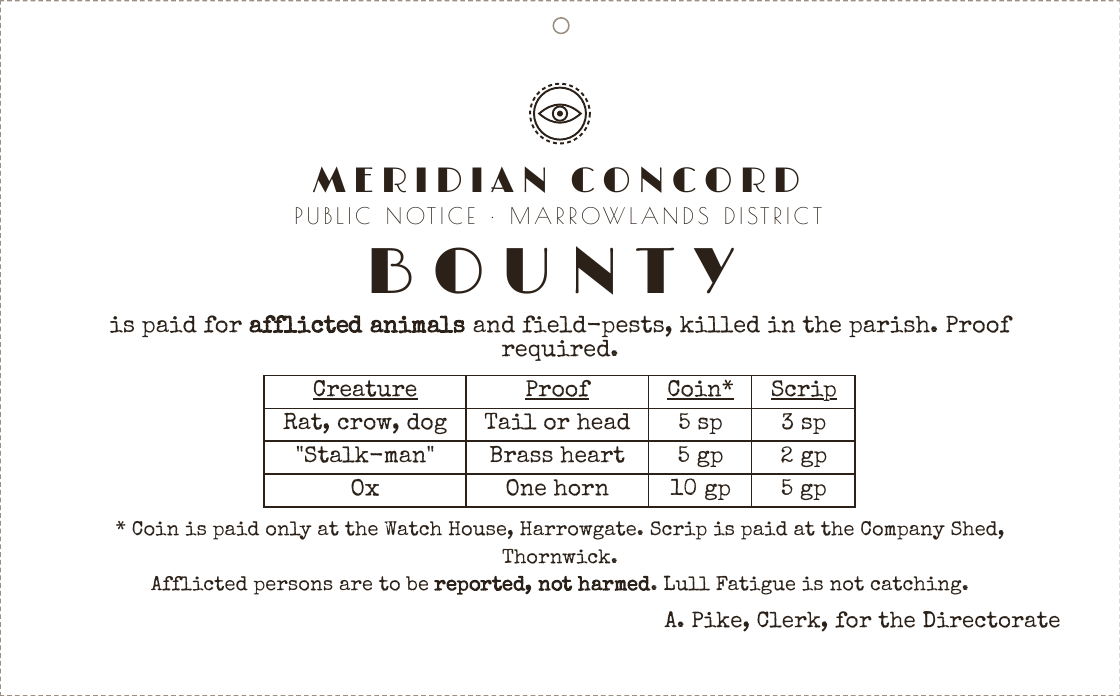 MERIDIAN CONCORD
PUBLIC NOTICE · MARROWLANDS DISTRICT
BOUNTY
is paid for afflicted animals and field-pests, killed in the parish. Proof
required.
Creature Proof Coin* Scrip
Rat, crow, dog Tail or head 5 sp 3 sp
"Stalk-man" Brass heart 5 gp 2 gp
Ox One horn 10 gp 5 gp
* Coin is paid only at the Watch House, Harrowgate. Scrip is paid at the Company Shed,
Thornwick.
Afflicted persons are to be reported, not harmed. Lull Fatigue is not catching.
A. Pike, Clerk, for the Directorate